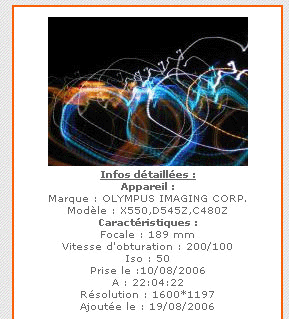 Infos détaillées :
Appareil :
Marque : OLYMPUS IMAGING CORP.
Modèle : X550,D545Z,C480Z
Caractéristiques :
Focale : 189 mm
Vitesse d'obturation : 200/100
Iso : 50
Prise le :10/08/2006
A : 22:04:22
Résolution : 1600*1197
Ajoutée le : 19/08/2006